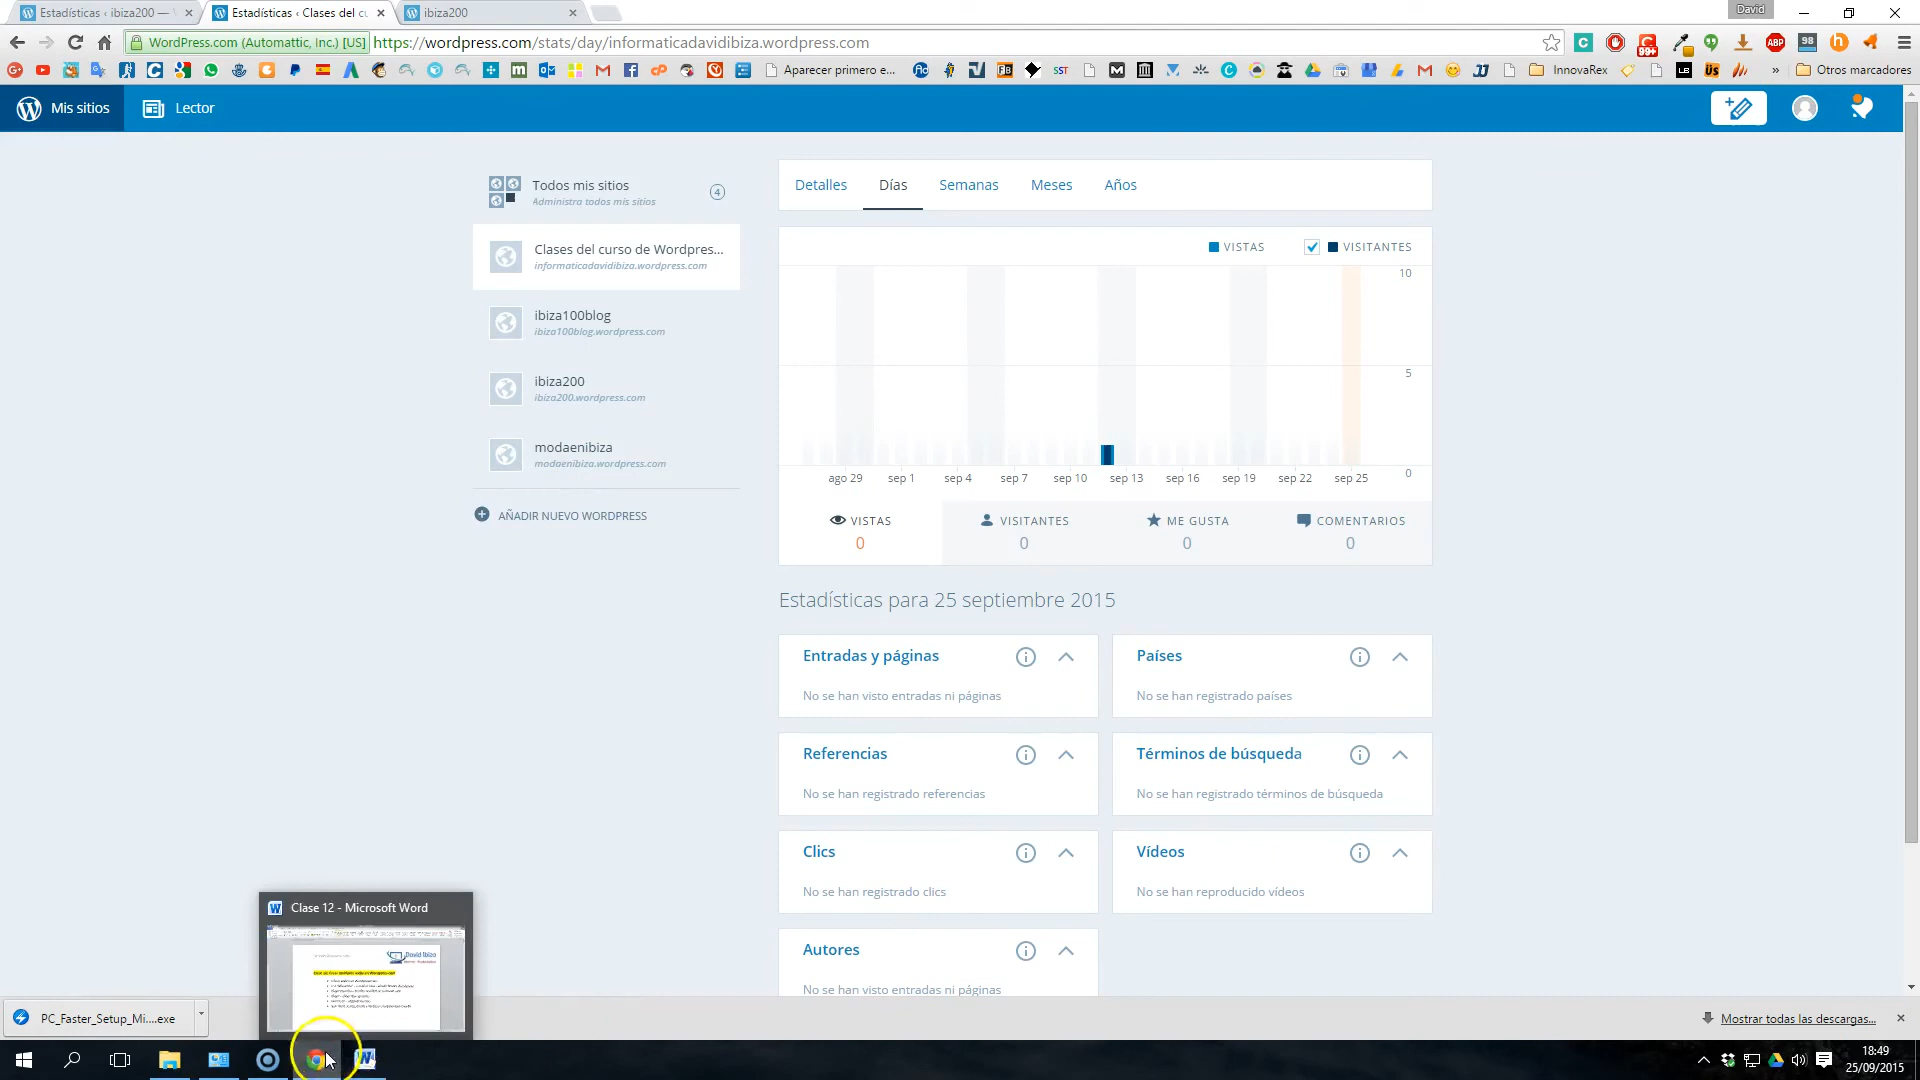 Estadísticas ‹ ibiza200 —
Estadísticas ‹ Clases del cu
ibiza200
David
WordPress.com (Automattic, Inc.) [US]
https://wordpress.com/stats/day/informaticadavidibiza.wordpress.com
Aparecer primero e...
InnovaRex
Otros marcadores
Mis sitios
Lector
Todos mis sitios
Administra todos mis sitios
4
Clases del curso de Wordpres...
informaticadavidibiza.wordpress.com
ibiza100blog
ibiza100blog.wordpress.com
ibiza200
ibiza200.wordpress.com
modaenibiza
modaenibiza.wordpress.com
AÑADIR NUEVO WORDPRESS
Detalles
Días
Semanas
Meses
Años
VISTAS
VISITANTES
10
5
0
ago 29
sep 1
sep 4
sep 7
sep 10
sep 13
sep 16
sep 19
sep 22
sep 25
VISTAS
0
VISITANTES
0
ME GUSTA
0
COMENTARIOS
0
Estadísticas para 25 septiembre 2015
Entradas y páginas
No se han visto entradas ni páginas
Países
No se han registrado países
Referencias
No se han registrado referencias
Términos de búsqueda
No se han registrado términos de búsqueda
Clics
No se han registrado clics
Vídeos
No se han reproducido vídeos
Autores
No se han visto entradas ni páginas
Clase 12 - Microsoft Word
David Ibiza
PC_Faster_Setup_Mi....exe
Mostrar todas las descargas...
18:49
25/09/2015